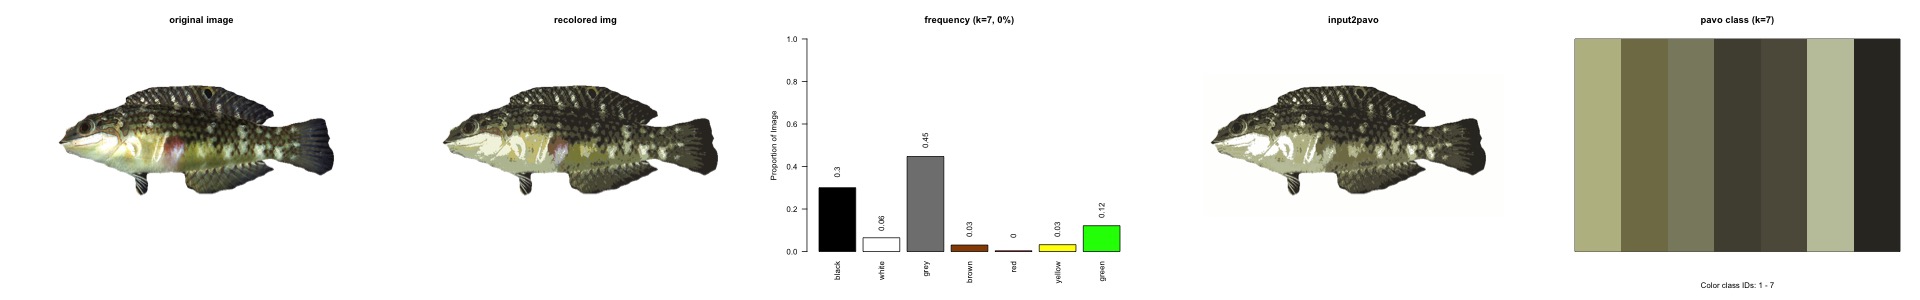 original image
recolored img
frequency (k=7, 0%)
input2pavo
pavo class (k=7)
Proportion of Image
1.0
0.8
0.6
0.4
0.2
0.0
0.3
0.06
0.45
0.03
0
0.03
0.12
black
white
grey
brown
red
yellow
green
Color class IDs: 1 - 7